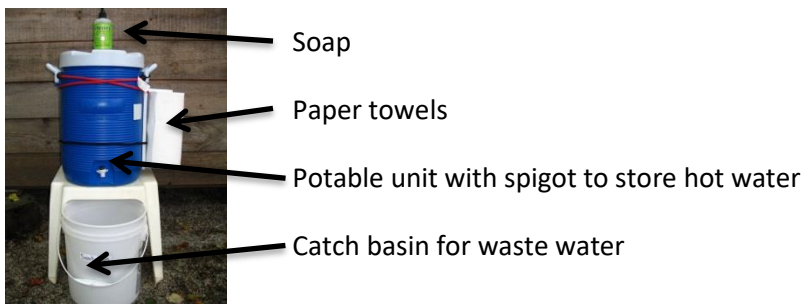 Soap
Paper towels
Potable unit with spigot to store hot water
Catch basin for waste water